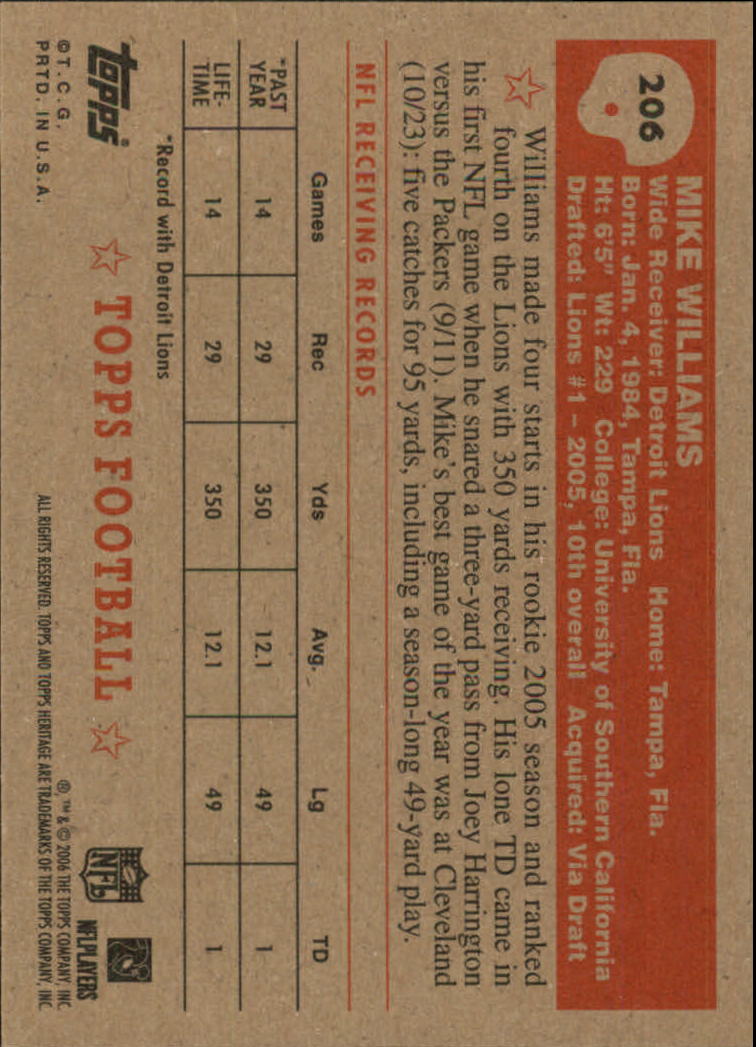 206
MIKE WILLIAMS
Wide Receiver: Detroit Lions Home: Tampa, Fla.
Born: Jan. 4, 1984, Tampa, Fla.
Ht: 6'5" Wt: 229 College: University of Southern California
Drafted: Lions #1 – 2005, 10th overall Acquired: Via Draft
Williams made four starts in his rookie 2005 season and ranked
fourth on the Lions with 350 yards receiving. His lone TD came in
his first NFL game when he snared a three-yard pass from Joey Harrington
versus the Packers (9/11). Mike's best game of the year was at Cleveland
(10/23): five catches for 95 yards, including a season-long 49-yard play.
NFL RECEIVING RECORDS
Games Rec Yds Avg. Lg TD
*PAST
YEAR 14 29 350 12.1 49 1
LIFE-
TIME 14 29 350 12.1 49 1
*Record with Detroit Lions
topps®
TOPPS FOOTBALL
NFL
NFLPLAYERS
© T.C.G.
PRTD. IN U.S.A.
®, ™ & © 2006 THE TOPPS COMPANY, INC.
ALL RIGHTS RESERVED. TOPPS AND TOPPS HERITAGE ARE TRADEMARKS OF THE TOPPS COMPANY, INC